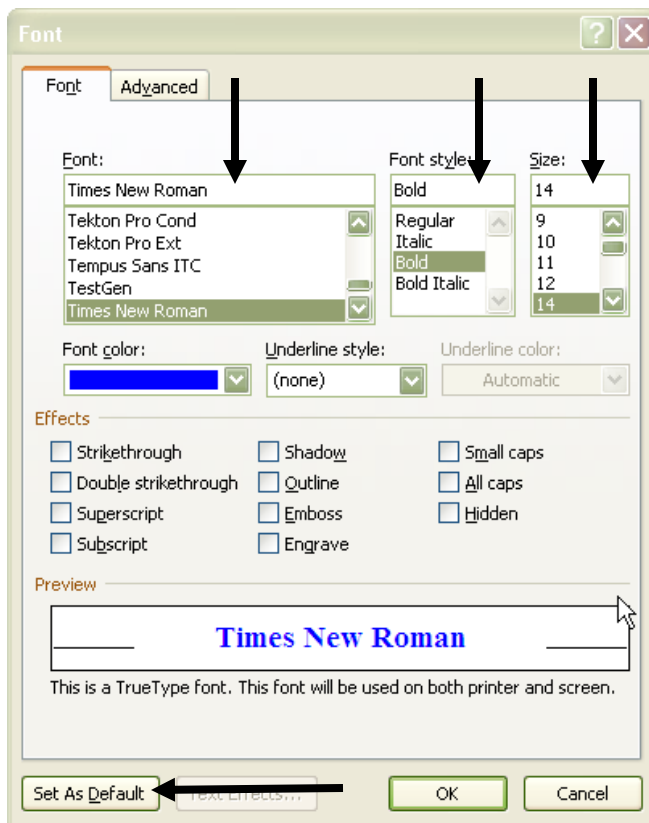 Font
Font Advanced
Font: Font style: Size:
Times New Roman Bold 14
Tekton Pro Cond Regular 9
Tekton Pro Ext Italic 10
Tempus Sans ITC Bold 11
TestGen Bold Italic 12
Times New Roman 14
Font color: Underline style: Underline color:
(none) Automatic
Effects
Strikethrough Shadow Small caps
Double strikethrough Outline All caps
Superscript Emboss Hidden
Subscript Engrave
Preview
Times New Roman
This is a TrueType font. This font will be used on both printer and screen.
Set As Default Text Effects... OK Cancel